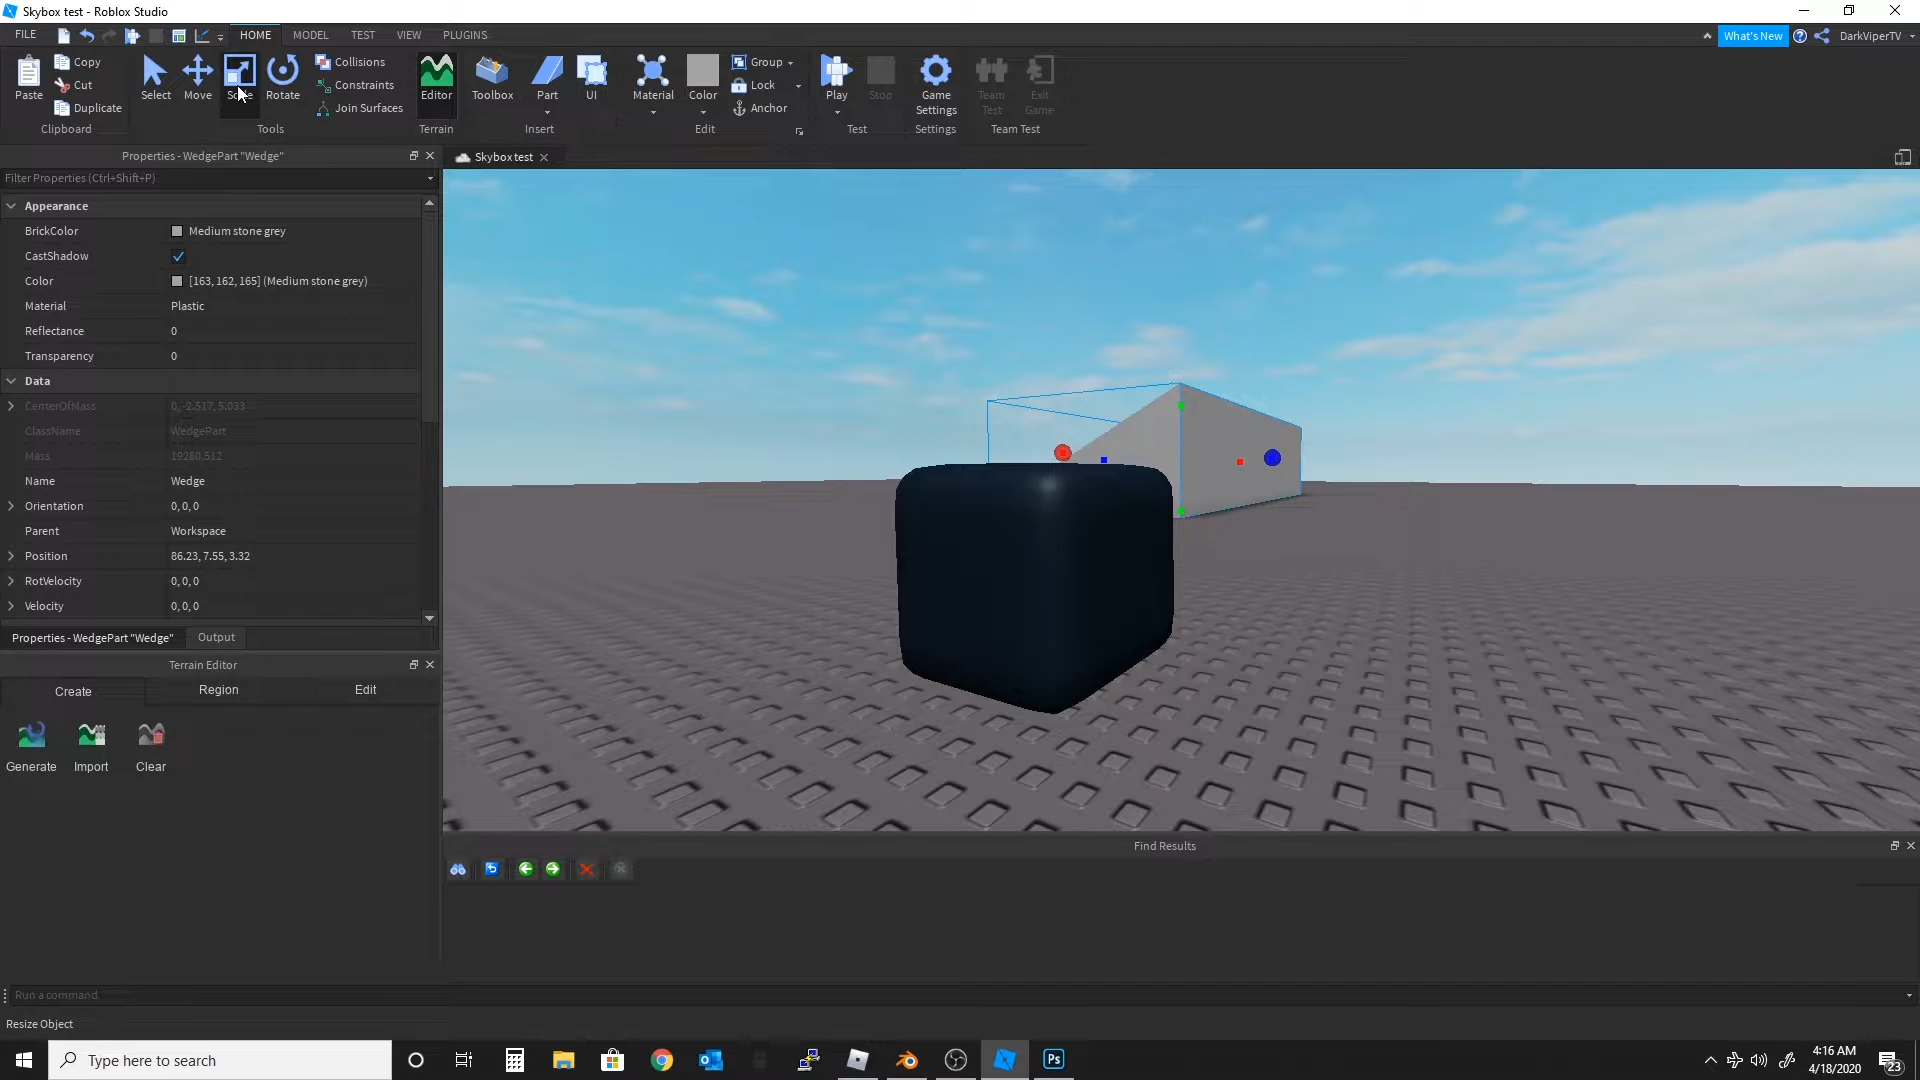 Skybox test - Roblox Studio
FILE
HOME
MODEL
TEST
VIEW
PLUGINS
What's New
DarkViperTV
Paste
Copy
Cut
Duplicate
Clipboard
Select
Move
Rotate
Collisions
Constraints
Join Surfaces
Tools
Editor
Terrain
Toolbox
Part
UI
Insert
Material
Color
Group
Lock
Anchor
Edit
Play
Stop
Test
Game
Settings
Settings
Team
Test
Exit
Game
Team Test
Properties - WedgePart "Wedge"
Filter Properties (Ctrl+Shift+P)
Appearance
BrickColor Medium stone grey
CastShadow
Color [163, 162, 165] (Medium stone grey)
Material Plastic
Reflectance 0
Transparency 0
Data
CenterOfMass 0, -2.517, 5.033
ClassName WedgePart
Mass 19280.512
Name Wedge
Orientation 0, 0, 0
Parent Workspace
Position 86.23, 7.55, 3.32
RotVelocity 0, 0, 0
Velocity 0, 0, 0
Properties - WedgePart "Wedge"
Output
Terrain Editor
Create
Region
Edit
Generate
Import
Clear
Skybox test
Find Results
Run a command
Resize Object
Type here to search
Ps
4:16 AM
4/18/2020
23